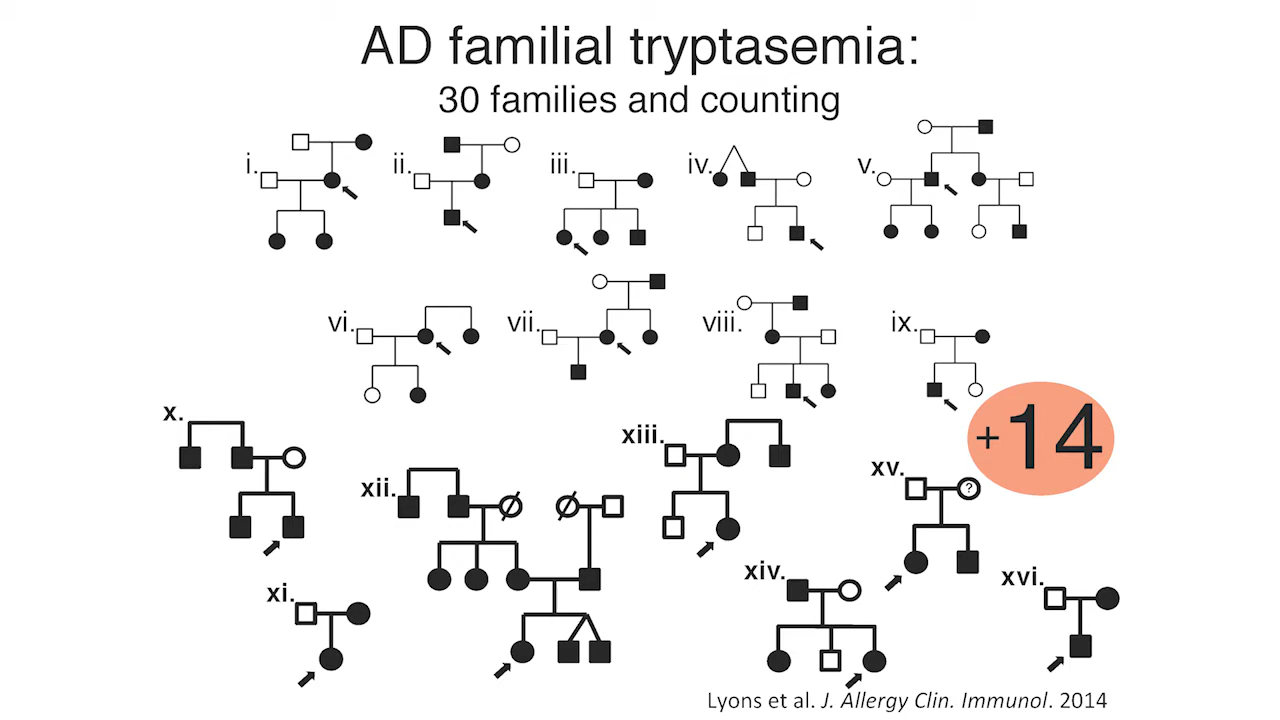 AD familial tryptasemia:
30 families and counting
i.
ii.
iii.
iv.
v.
vi.
vii.
viii.
ix.
x.
+14
xiii.
xv.
?
xii.
xiv.
xvi.
xi.
Lyons et al. J. Allergy Clin. Immunol. 2014